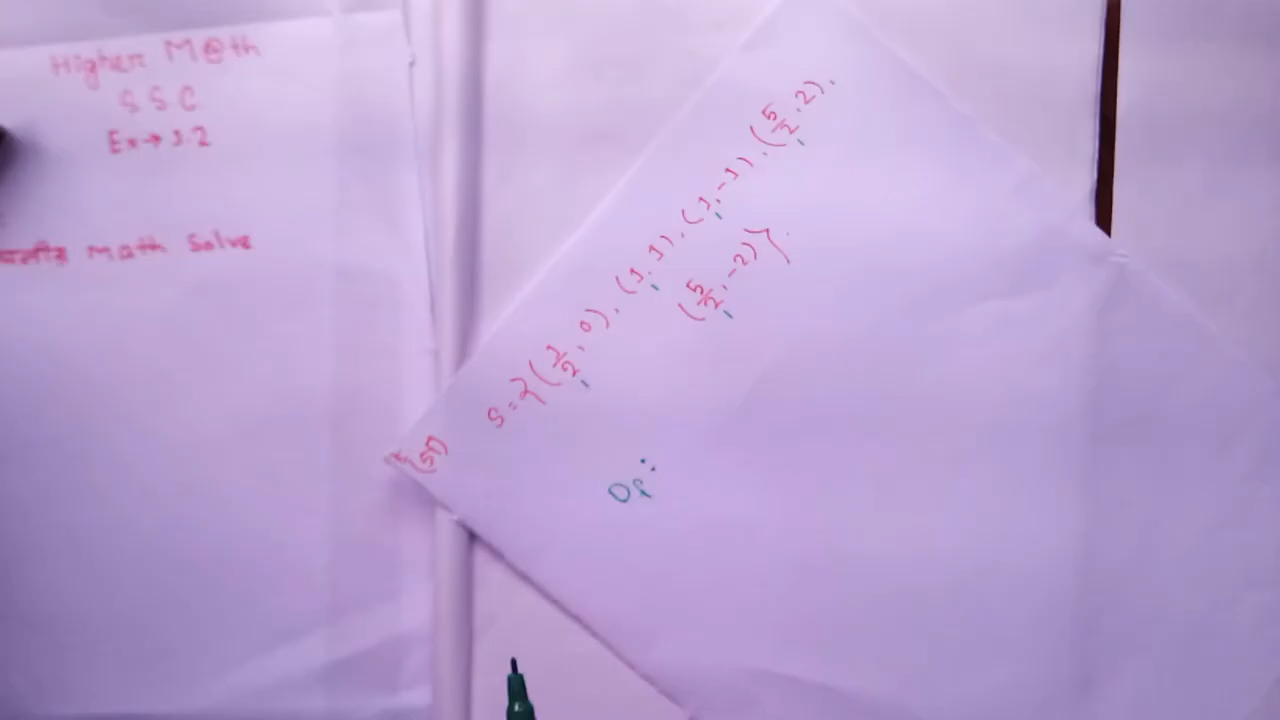 Higher M@th
SSC
Ex→1.2
Math Solve
S={(1/2, 0), (1, 1), (1, -1), (5/2, 2),
(5/2, -2)}.
Df: